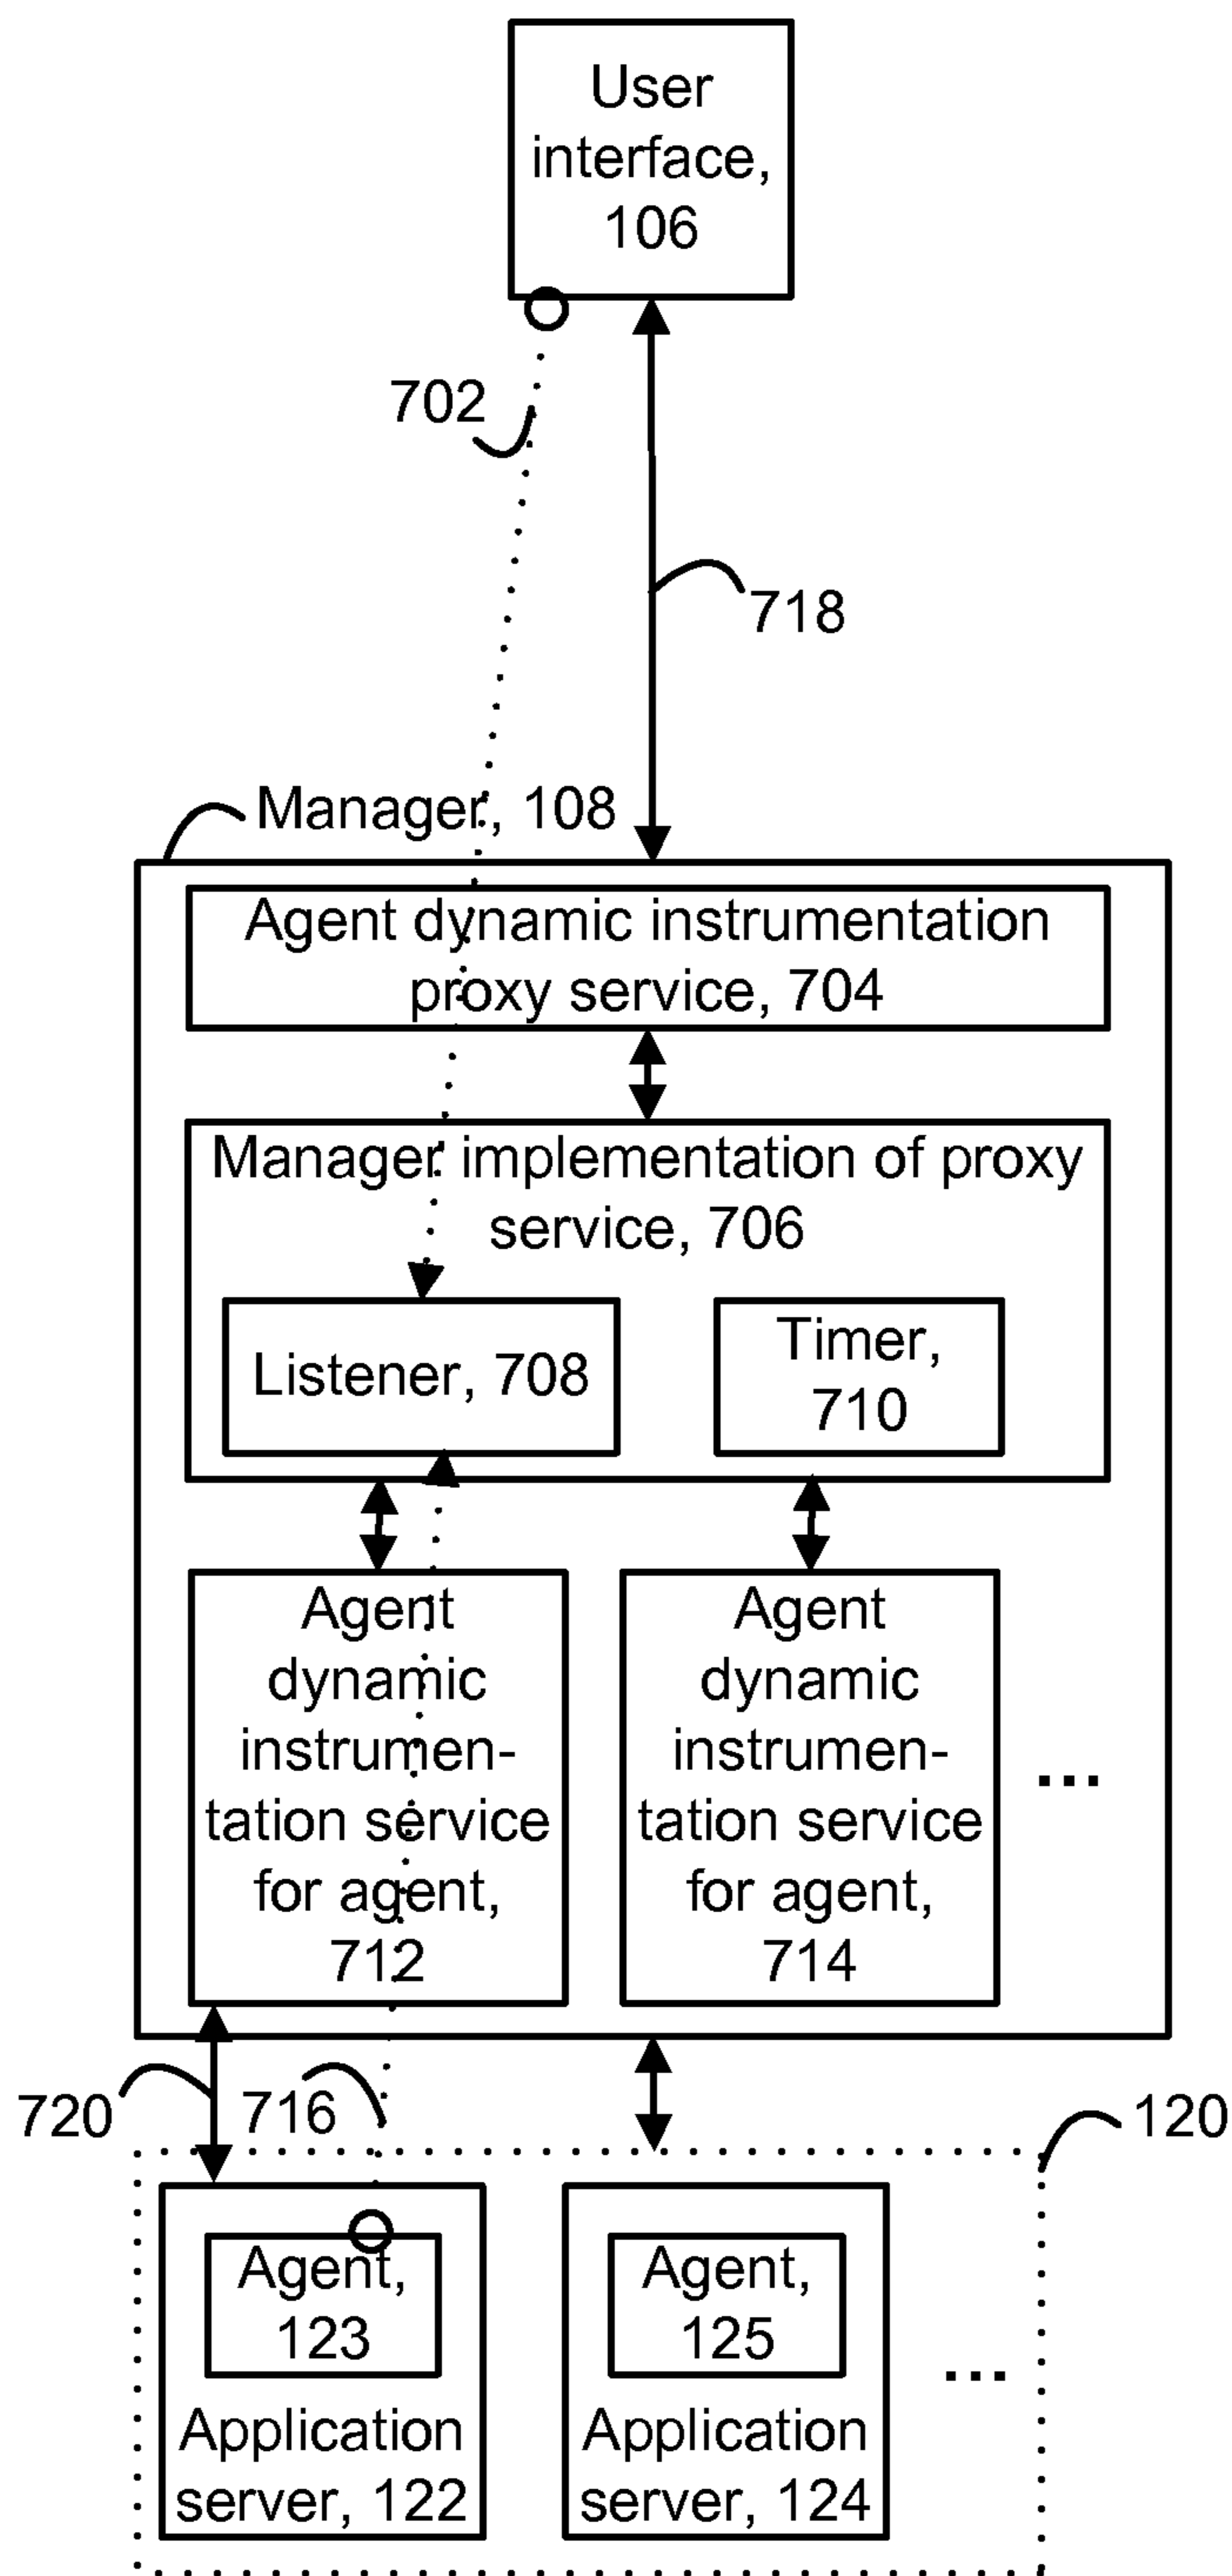 User
interface,
106
702
718
Manager, 108
Agent dynamic instrumentation
proxy service, 704
Manager implementation of proxy
service, 706
Listener, 708
Timer,
710
Agent
dynamic
instrumen-
tation service
for agent,
712
Agent
dynamic
instrumen-
tation service
for agent,
714
...
720
716
120
Agent,
123
Application
server, 122
Agent,
125
Application
server, 124
...